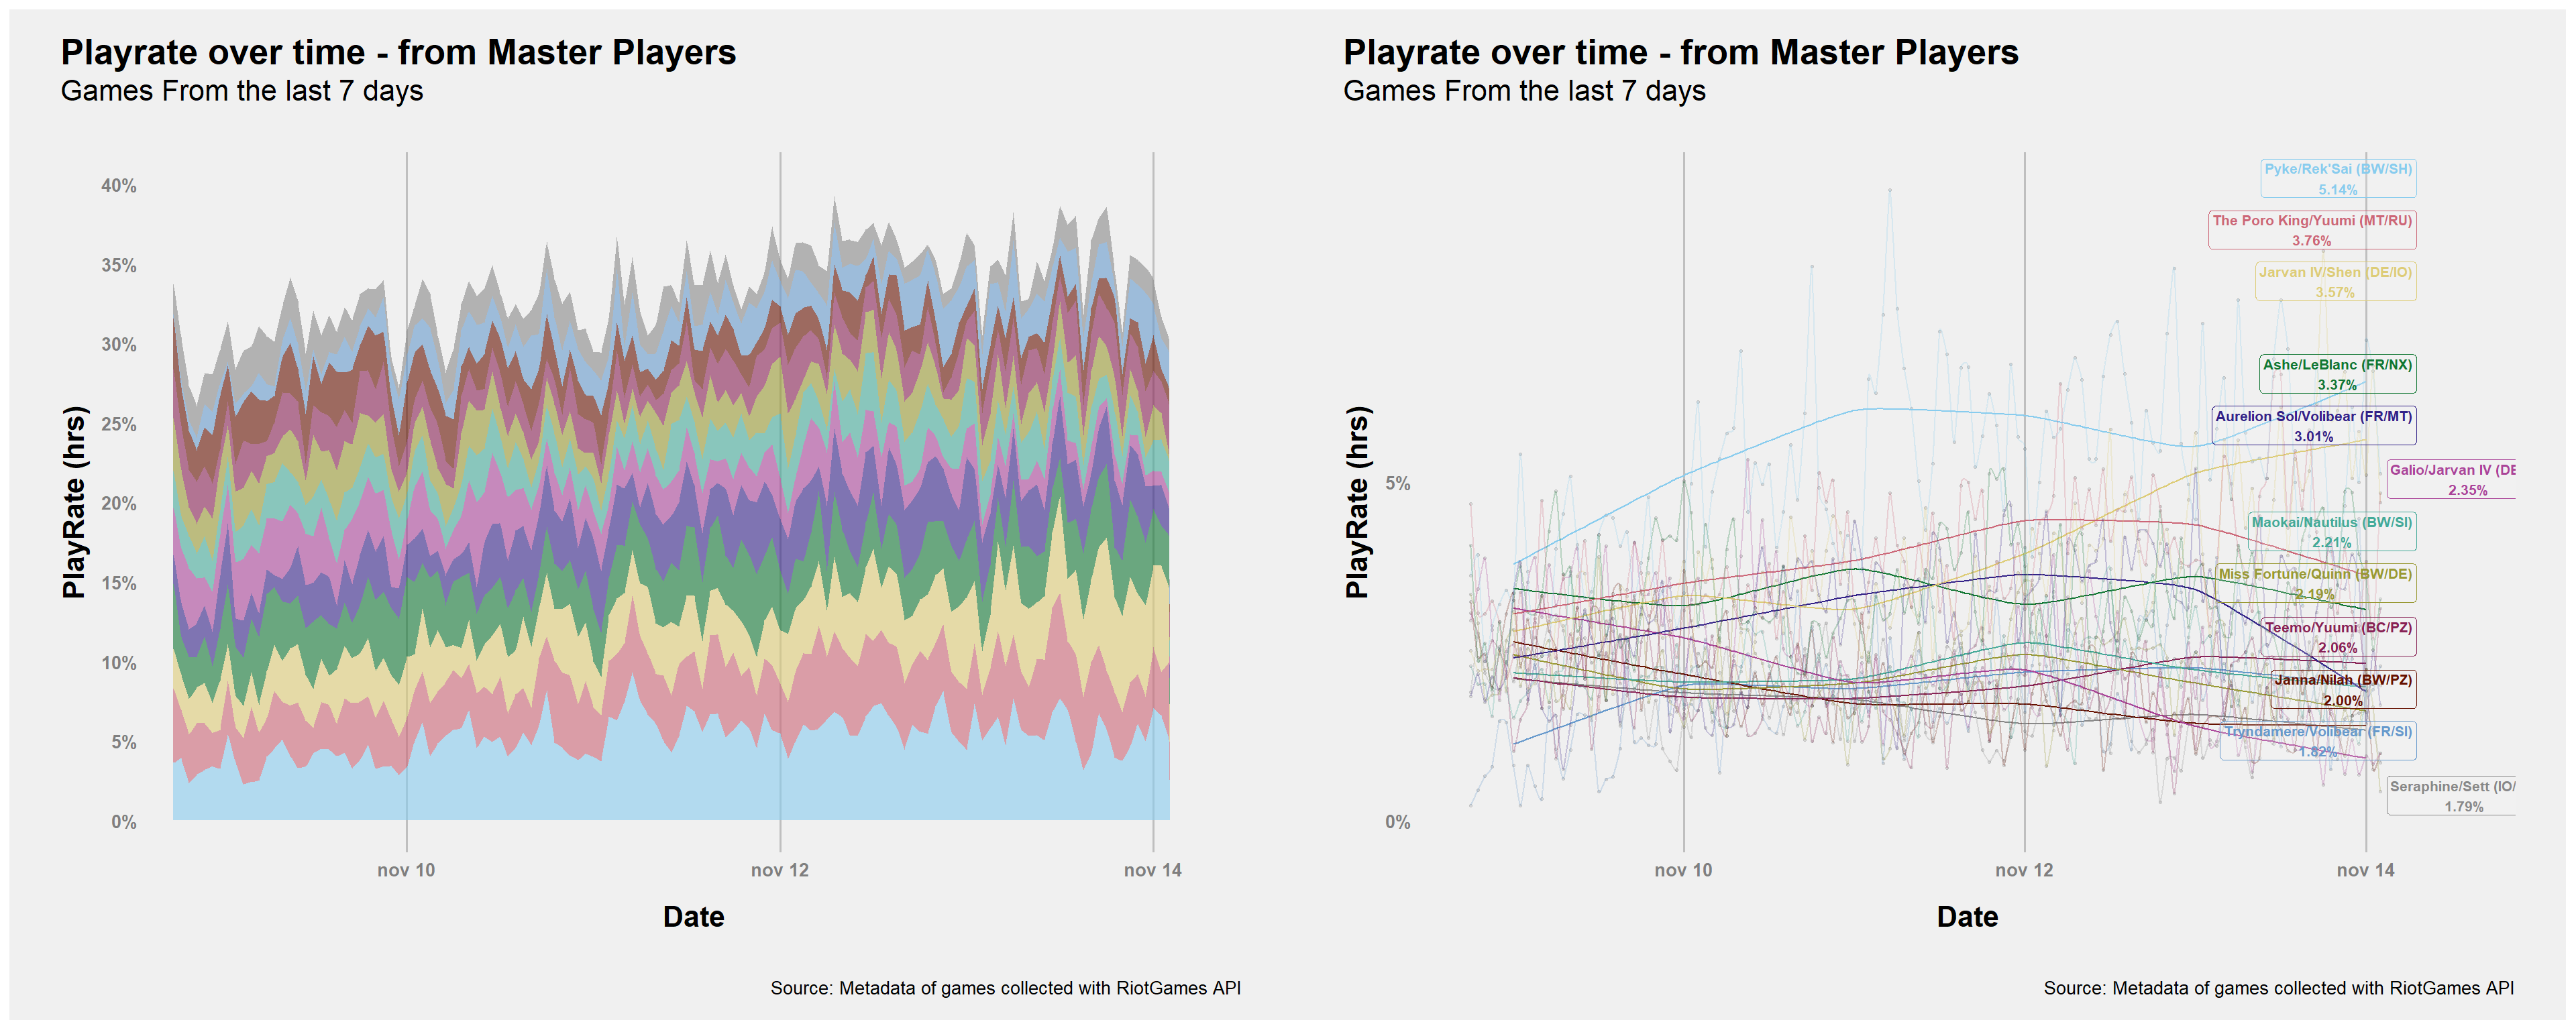 Playrate over time - from Master Players
Games From the last 7 days
40%
35%
30%
25%
20%
15%
10%
5%
0%
PlayRate (hrs)
nov 10
nov 12
nov 14
Date
Source: Metadata of games collected with RiotGames API
Playrate over time - from Master Players
Games From the last 7 days
5%
0%
PlayRate (hrs)
Pyke/Rek'Sai (BW/SH)
5.14%
The Poro King/Yuumi (MT/RU)
3.76%
Jarvan IV/Shen (DE/IO)
3.57%
Ashe/LeBlanc (FR/NX)
3.37%
Aurelion Sol/Volibear (FR/MT)
3.01%
Galio/Jarvan IV (DE
2.35%
Maokai/Nautilus (BW/SI)
2.21%
Miss Fortune/Quinn (BW/DE)
2.19%
Teemo/Yuumi (BC/PZ)
2.06%
Janna/Nilah (BW/PZ)
2.00%
Tryndamere/Volibear (FR/SI)
1.82%
Seraphine/Sett (IO/
1.79%
nov 10
nov 12
nov 14
Date
Source: Metadata of games collected with RiotGames API